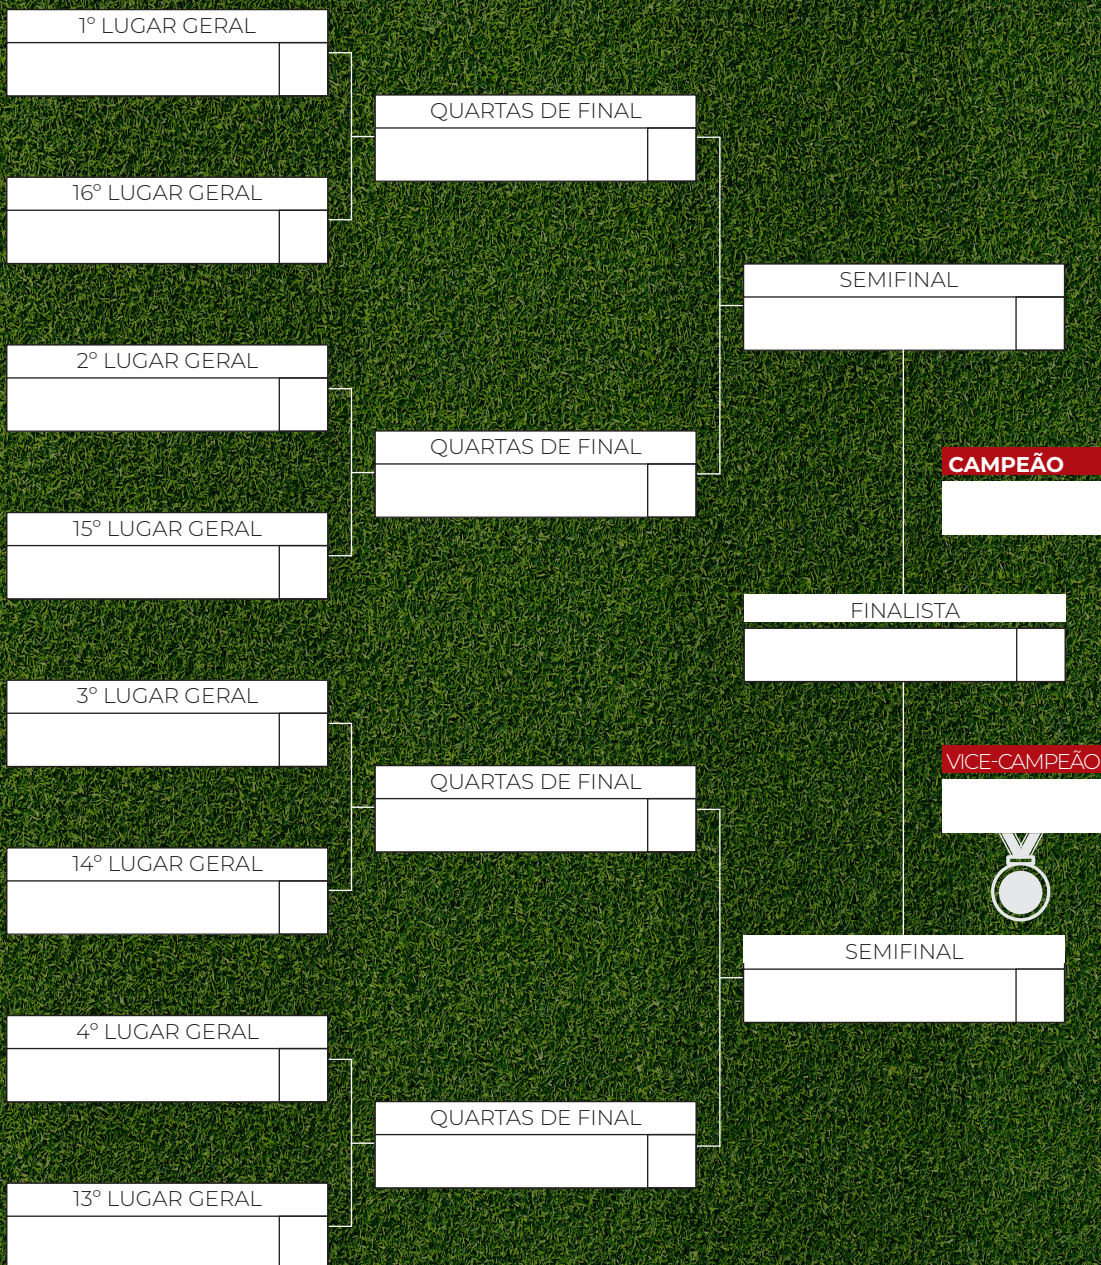 1º LUGAR GERAL
16º LUGAR GERAL
2º LUGAR GERAL
15º LUGAR GERAL
3º LUGAR GERAL
14º LUGAR GERAL
4º LUGAR GERAL
13º LUGAR GERAL
QUARTAS DE FINAL
QUARTAS DE FINAL
QUARTAS DE FINAL
QUARTAS DE FINAL
SEMIFINAL
CAMPEÃO
FINALISTA
VICE-CAMPEÃO
SEMIFINAL